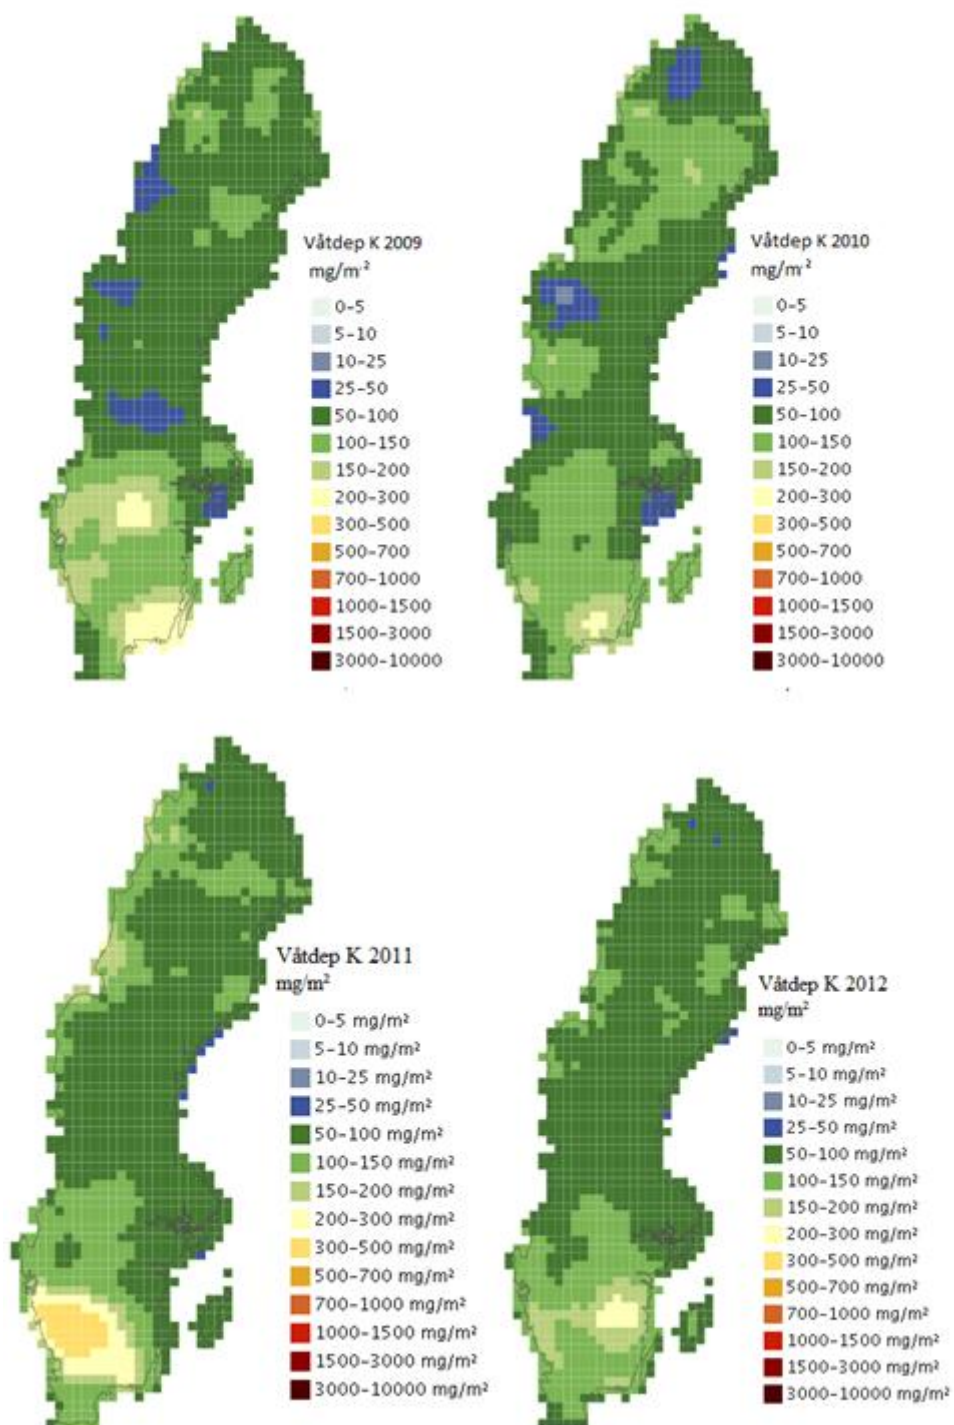 Våtdep K 2009
mg/m⁻²
0-5
5-10
10-25
25-50
50-100
100-150
150-200
200-300
300-500
500-700
700-1000
1000-1500
1500-3000
3000-10000
Våtdep K 2010
mg/m⁻²
0-5
5-10
10-25
25-50
50-100
100-150
150-200
200-300
300-500
500-700
700-1000
1000-1500
1500-3000
3000-10000
Våtdep K 2011
mg/m²
0-5 mg/m²
5-10 mg/m²
10-25 mg/m²
25-50 mg/m²
50-100 mg/m²
100-150 mg/m²
150-200 mg/m²
200-300 mg/m²
300-500 mg/m²
500-700 mg/m²
700-1000 mg/m²
1000-1500 mg/m²
1500-3000 mg/m²
3000-10000 mg/m²
Våtdep K 2012
mg/m²
0-5 mg/m²
5-10 mg/m²
10-25 mg/m²
25-50 mg/m²
50-100 mg/m²
100-150 mg/m²
150-200 mg/m²
200-300 mg/m²
300-500 mg/m²
500-700 mg/m²
700-1000 mg/m²
1000-1500 mg/m²
1500-3000 mg/m²
3000-10000 mg/m²